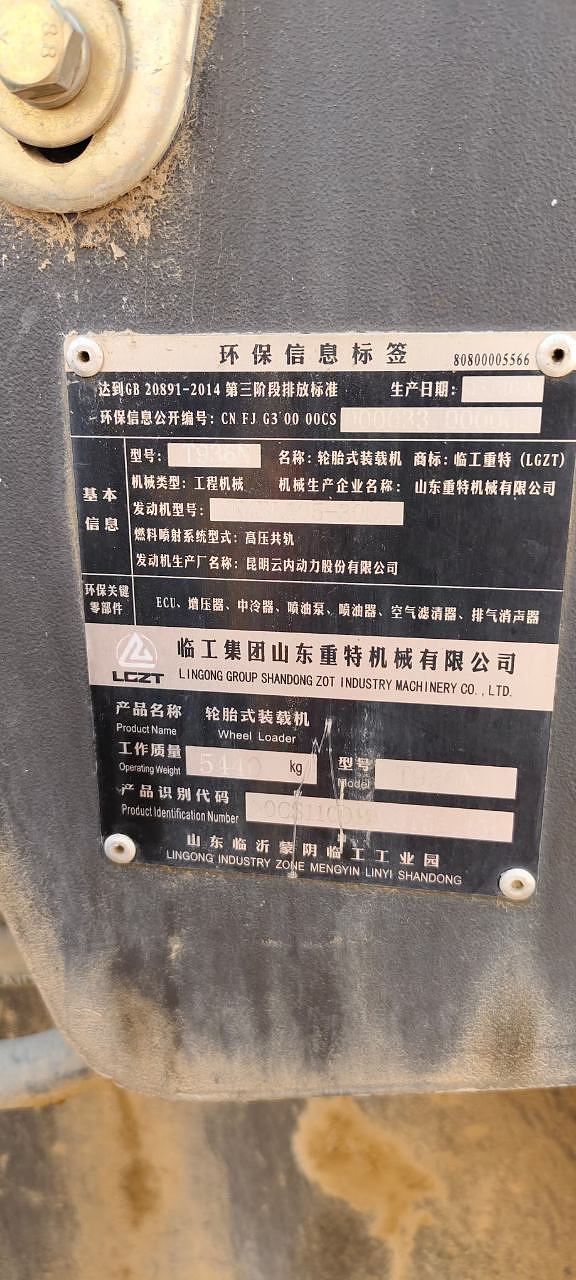 8.8
环保信息标签 80800005566
达到GB 20891-2014 第三阶段排放标准 生产日期:
环保信息公开编号: CN FJ G3 00 00CS
基本信息
型号: 名称: 轮胎式装载机 商标: 临工重特 (LGZT)
机械类型: 工程机械 机械生产企业名称: 山东重特机械有限公司
发动机型号:
燃料喷射系统型式: 高压共轨
发动机生产厂名称: 昆明云内动力股份有限公司
环保关键零部件
ECU、增压器、中冷器、喷油泵、喷油器、空气滤清器、排气消声器
LGZT
临工集团山东重特机械有限公司
LINGONG GROUP SHANDONG ZOT INDUSTRY MACHINERY CO.,LTD.
产品名称 轮胎式装载机
Product Name Wheel Loader
工作质量 5440 kg 型号
Operating Weight Model
产品识别代码
Product Identification Number
山东临沂蒙阴临工工业园
LINGONG INDUSTRY ZONE MENGYIN LINYI SHANDONG